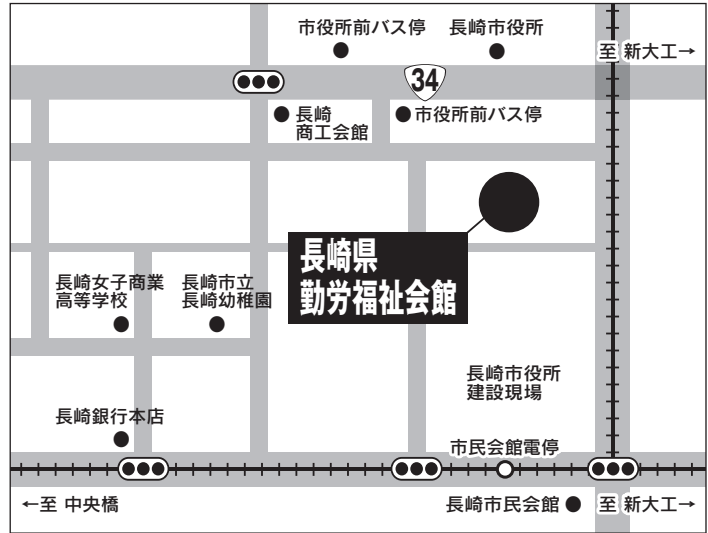 市役所前バス停
長崎市役所
至 新大工→
34
長崎
商工会館
市役所前バス停
長崎県
勤労福祉会館
長崎女子商業
高等学校
長崎市立
長崎幼稚園
長崎市役所
建設現場
長崎銀行本店
市民会館電停
←至 中央橋
長崎市民会館
至 新大工→